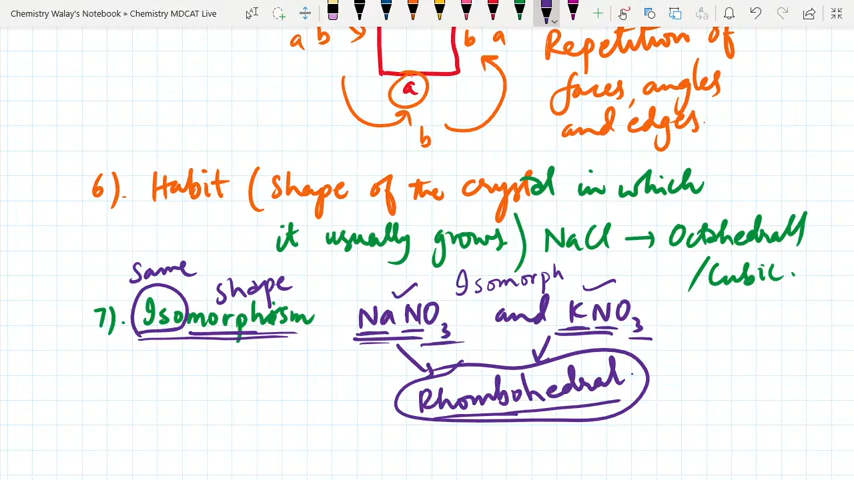 Chemistry Walay's Notebook » Chemistry MDCAT Live
a b
b a
Repetition of
a
faces, angles
b
and edges.
6). Habit (shape of the crystal in which
it usually grows) NaCl → Octahedral
/Cubic.
same
shape
Isomorph
7). Isomorphism NaNO3 and KNO3
Rhombohedral.